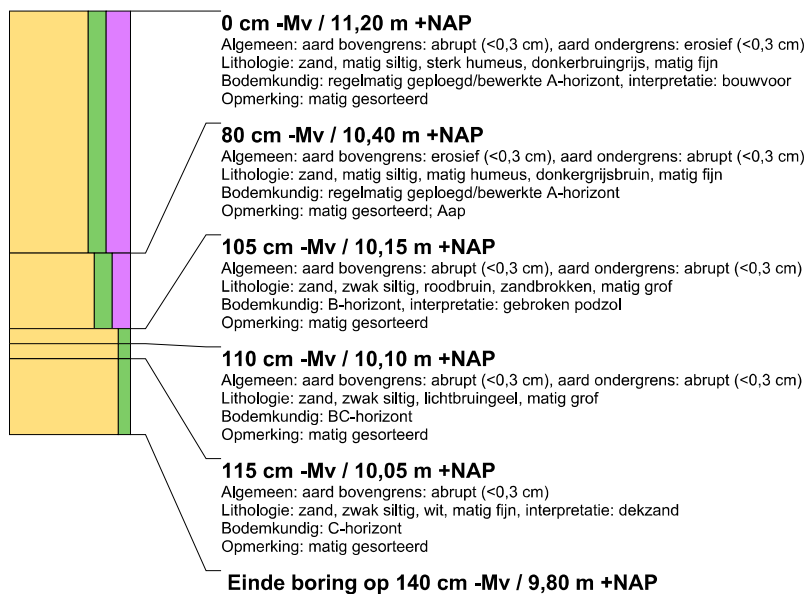 0 cm -Mv / 11,20 m +NAP
Algemeen: aard bovengrens: abrupt (<0,3 cm), aard ondergrens: erosief (<0,3 cm)
Lithologie: zand, matig siltig, sterk humeus, donkerbruingrijs, matig fijn
Bodemkundig: regelmatig geploegd/bewerkte A-horizont, interpretatie: bouwvoor
Opmerking: matig gesorteerd
80 cm -Mv / 10,40 m +NAP
Algemeen: aard bovengrens: erosief (<0,3 cm), aard ondergrens: abrupt (<0,3 cm)
Lithologie: zand, matig siltig, matig humeus, donkergrijsbruin, matig fijn
Bodemkundig: regelmatig geploegd/bewerkte A-horizont
Opmerking: matig gesorteerd; Aap
105 cm -Mv / 10,15 m +NAP
Algemeen: aard bovengrens: abrupt (<0,3 cm), aard ondergrens: abrupt (<0,3 cm)
Lithologie: zand, zwak siltig, roodbruin, zandbrokken, matig grof
Bodemkundig: B-horizont, interpretatie: gebroken podzol
Opmerking: matig gesorteerd
110 cm -Mv / 10,10 m +NAP
Algemeen: aard bovengrens: abrupt (<0,3 cm), aard ondergrens: abrupt (<0,3 cm)
Lithologie: zand, zwak siltig, lichtbruingeel, matig grof
Bodemkundig: BC-horizont
Opmerking: matig gesorteerd
115 cm -Mv / 10,05 m +NAP
Algemeen: aard bovengrens: abrupt (<0,3 cm)
Lithologie: zand, zwak siltig, wit, matig fijn, interpretatie: dekzand
Bodemkundig: C-horizont
Opmerking: matig gesorteerd
Einde boring op 140 cm -Mv / 9,80 m +NAP